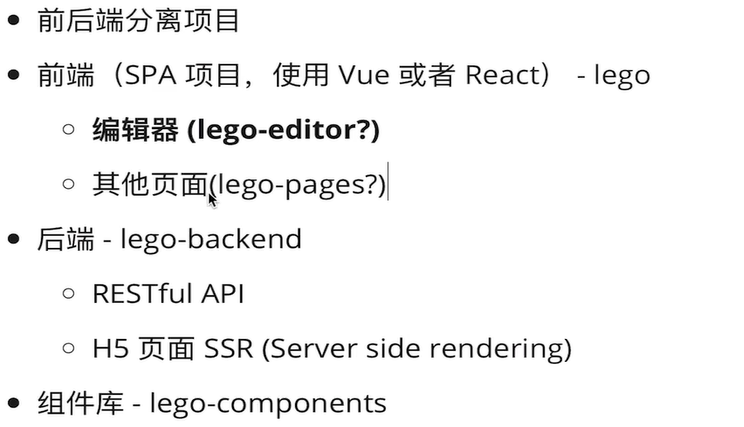 前后端分离项目
前端（SPA 项目，使用 Vue 或者 React） - lego
编辑器 (lego-editor?)
其他页面(lego-pages?)
后端 - lego-backend
RESTful API
H5 页面 SSR (Server side rendering)
组件库 - lego-components